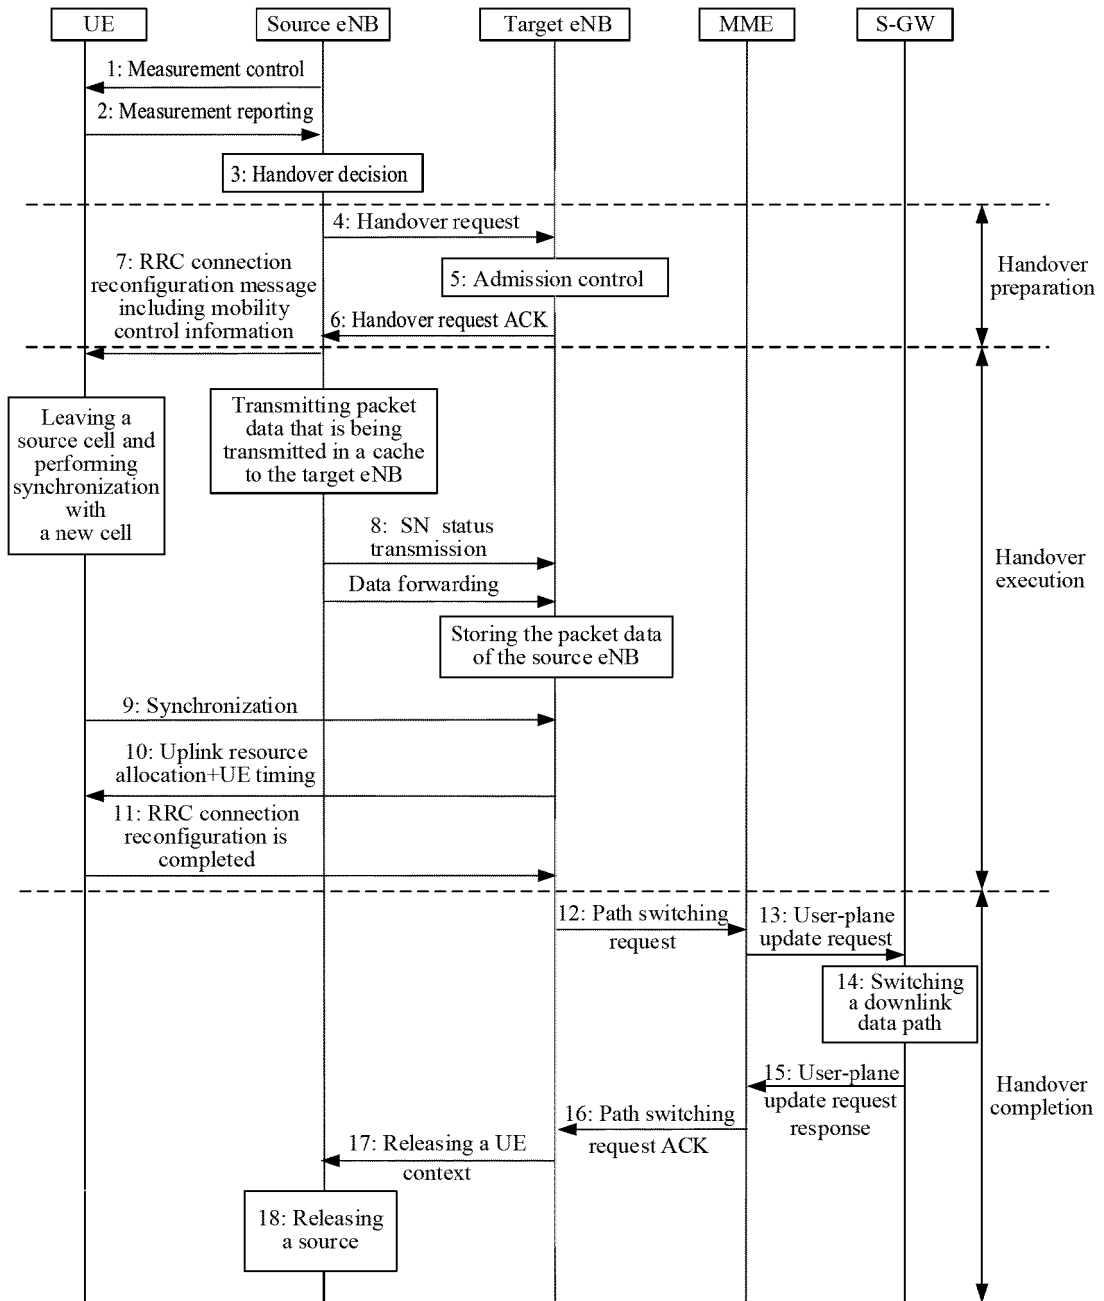 UE
Source eNB
Target eNB
MME
S-GW
1: Measurement control
2: Measurement reporting
3: Handover decision
4: Handover request
7: RRC connection
reconfiguration message
including mobility
control information
5: Admission control
6: Handover request ACK
Handover
preparation
Leaving a
source cell and
performing
synchronization
with
a new cell
Transmitting packet
data that is being
transmitted in a cache
to the target eNB
8: SN status
transmission
Data forwarding
Storing the packet data
of the source eNB
Handover
execution
9: Synchronization
10: Uplink resource
allocation+UE timing
11: RRC connection
reconfiguration is
completed
12: Path switching
request
13: User-plane
update request
14: Switching
a downlink
data path
15: User-plane
update request
response
16: Path switching
request ACK
17: Releasing a UE
context
18: Releasing
a source
Handover
completion